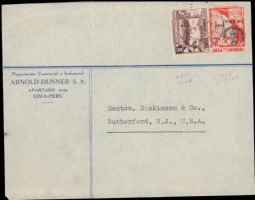 Negociación Comercial é Industrial
ARNOLD DUNNER S. A.
APARTADO
LIMA-PERU
Becton, Dickinson & Co.,
Rutherford, N.J., U.S.A.